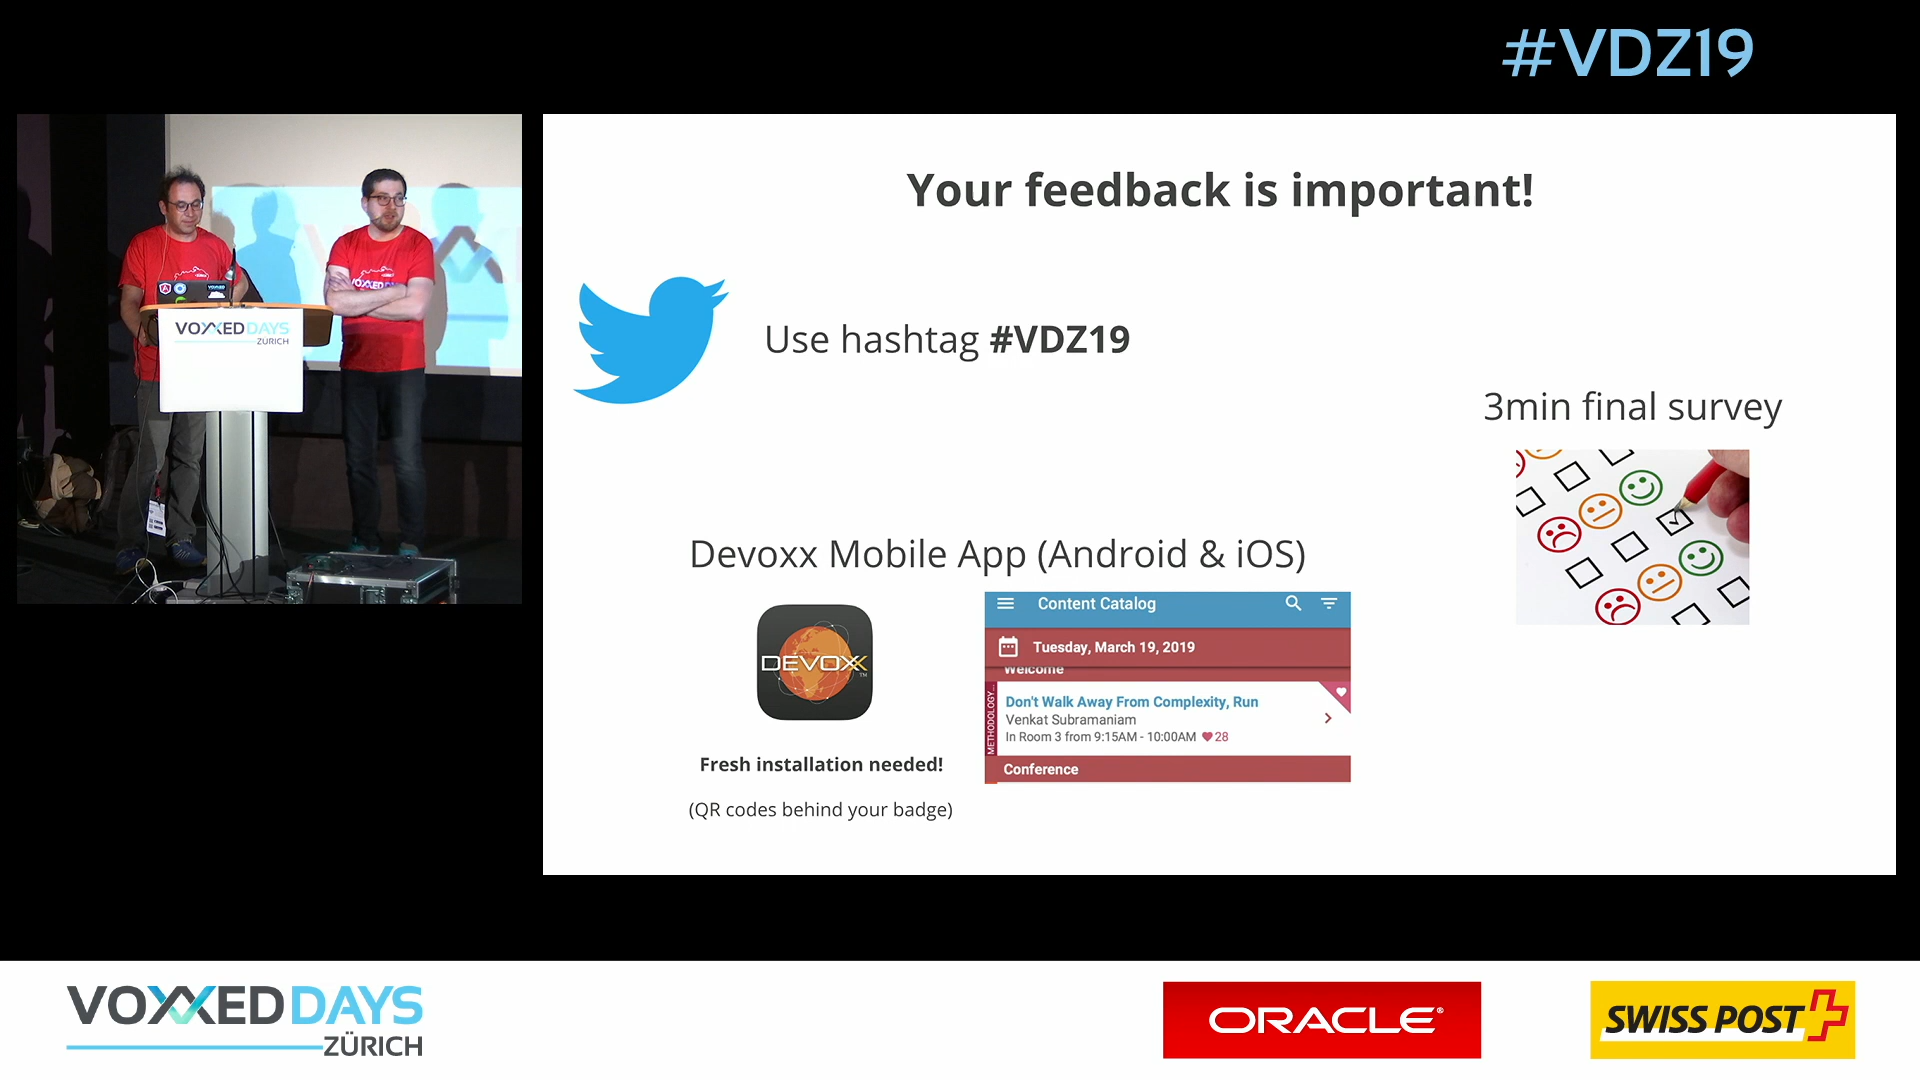 #VDZ19
VOXXED DAYS
ZÜRICH
Your feedback is important!
Use hashtag #VDZ19
3min final survey
Devoxx Mobile App (Android & iOS)
DEVOXX
TM
Fresh installation needed!
(QR codes behind your badge)
Content Catalog
Tuesday, March 19, 2019
Welcome
METHODOLOGY...
Don't Walk Away From Complexity, Run
Venkat Subramaniam
In Room 3 from 9:15AM - 10:00AM 28
Conference
VOXXED DAYS
ZÜRICH
ORACLE®
SWISS POST